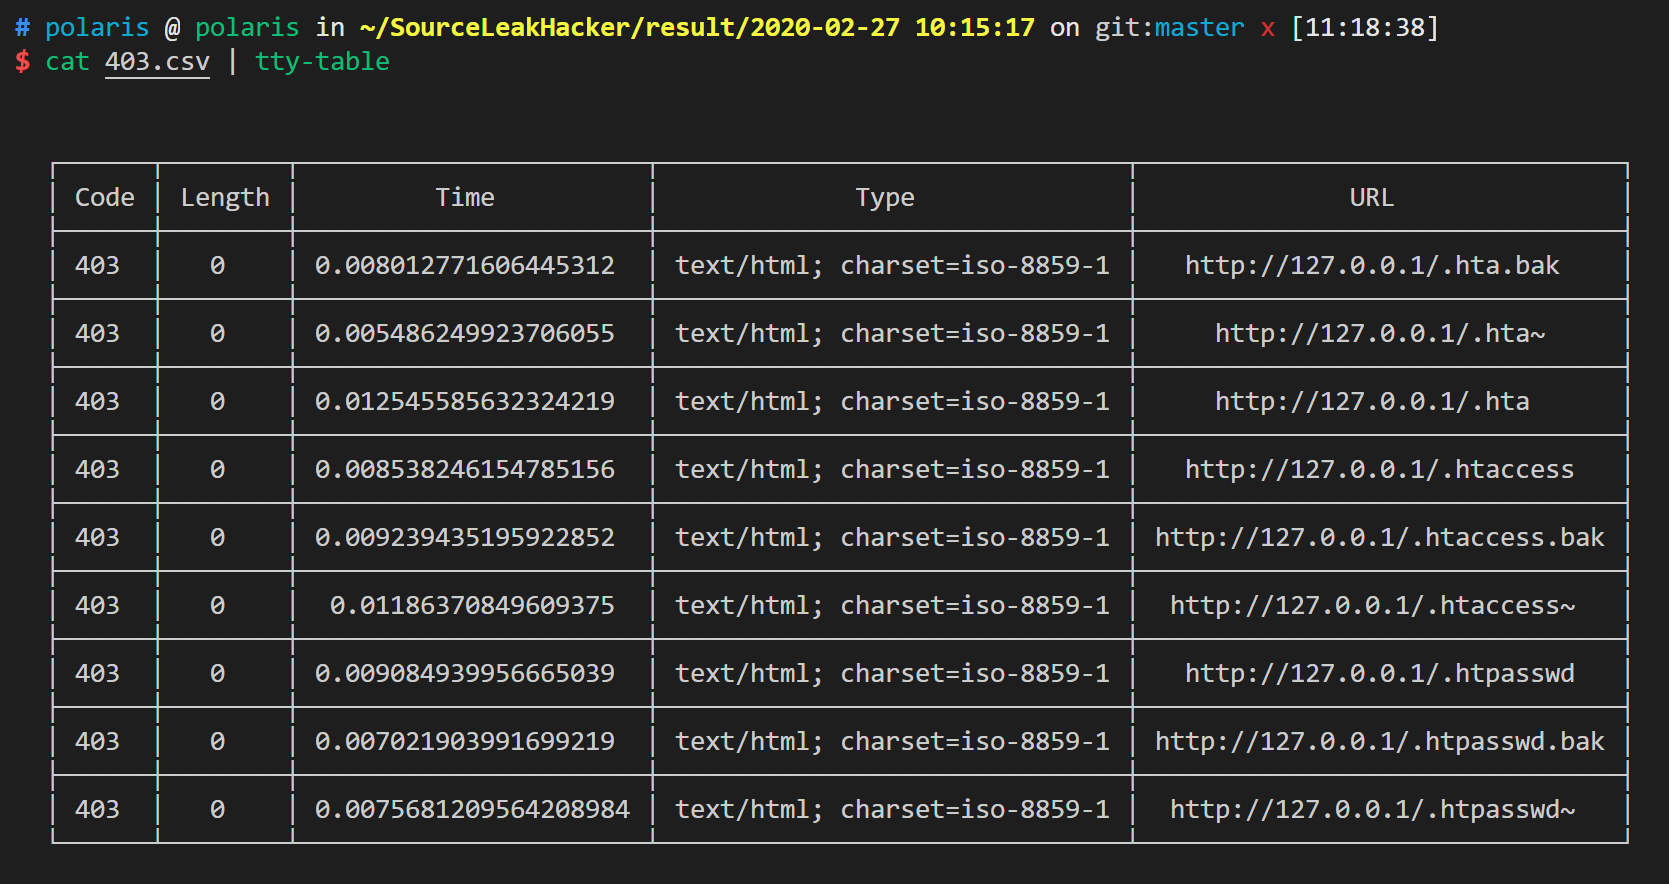 # polaris @ polaris in ~/SourceLeakHacker/result/2020-02-27 10:15:17 on git:master x [11:18:38]
$ cat 403.csv | tty-table
Code Length Time Type URL
403 0 0.008012771606445312 text/html; charset=iso-8859-1 http://127.0.0.1/.hta.bak
403 0 0.005486249923706055 text/html; charset=iso-8859-1 http://127.0.0.1/.hta~
403 0 0.012545585632324219 text/html; charset=iso-8859-1 http://127.0.0.1/.hta
403 0 0.008538246154785156 text/html; charset=iso-8859-1 http://127.0.0.1/.htaccess
403 0 0.009239435195922852 text/html; charset=iso-8859-1 http://127.0.0.1/.htaccess.bak
403 0 0.01186370849609375 text/html; charset=iso-8859-1 http://127.0.0.1/.htaccess~
403 0 0.009084939956665039 text/html; charset=iso-8859-1 http://127.0.0.1/.htpasswd
403 0 0.007021903991699219 text/html; charset=iso-8859-1 http://127.0.0.1/.htpasswd.bak
403 0 0.0075681209564208984 text/html; charset=iso-8859-1 http://127.0.0.1/.htpasswd~